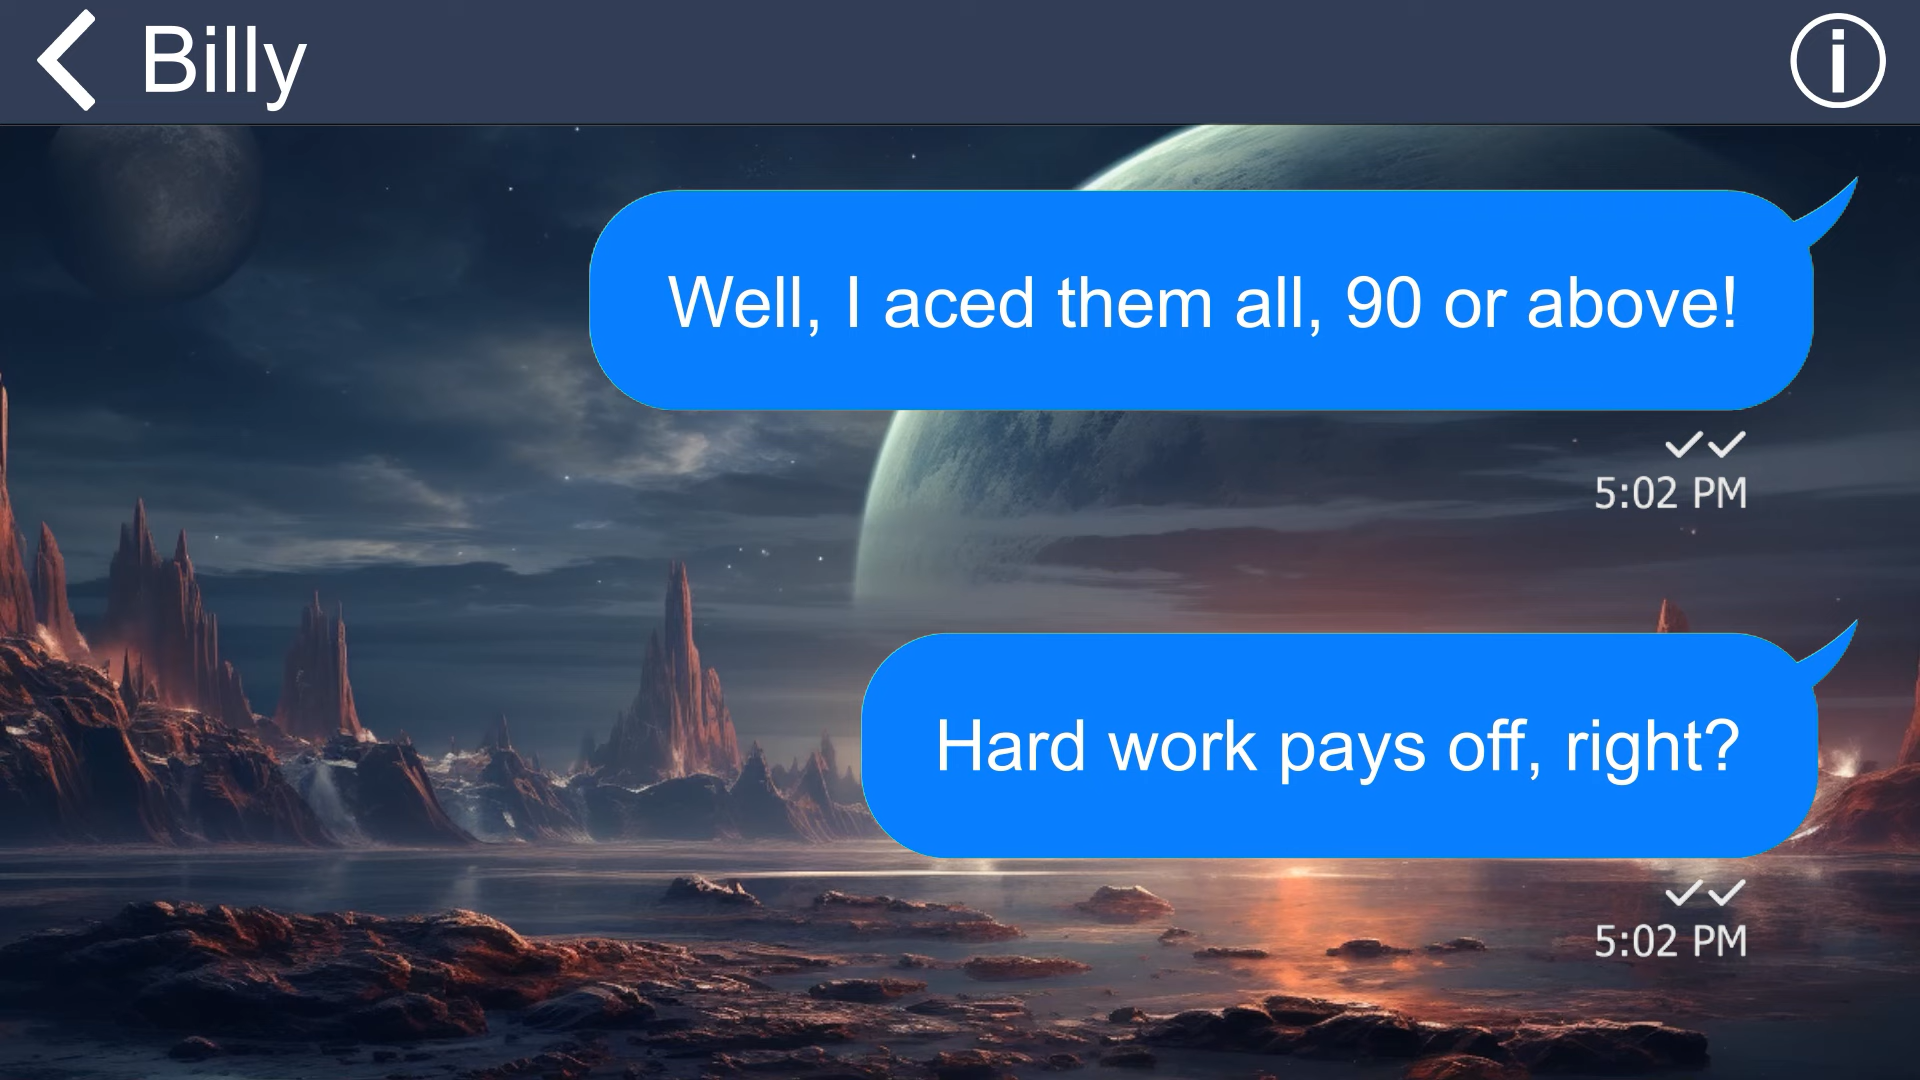 Billy
Well, I aced them all, 90 or above!
5:02 PM
Hard work pays off, right?
5:02 PM